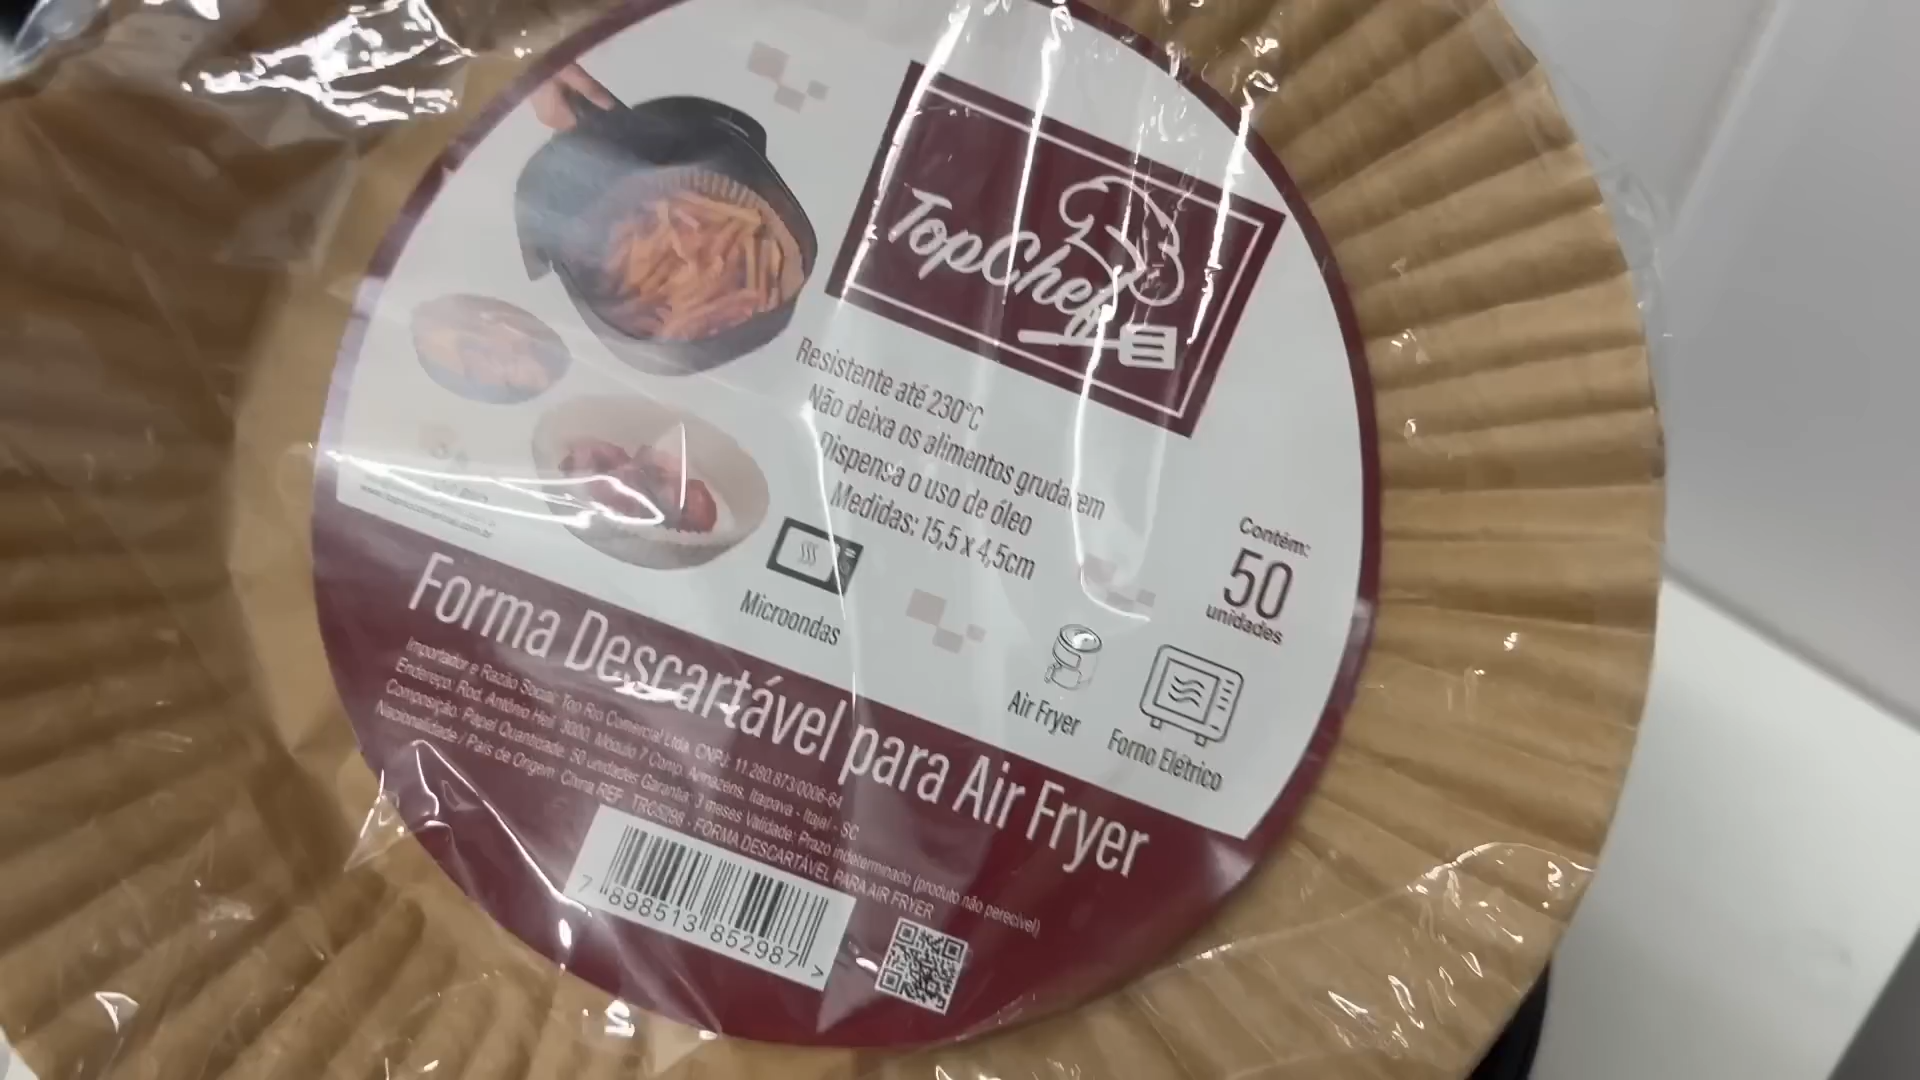 TopChef
Resistente até 230°C
Não deixa os alimentos grudarem
Dispensa o uso de óleo
Medidas: 15,5 x 4,5cm
Contém:
50
unidades
Microondas
Air Fryer
Forno Elétrico
Forma Descartável para Air Fryer
Importador e Razão Social: Top Rio Comercial Ltda. CNPJ: 11.280.873/0006-64
Endereço: Rod. Antônio Heil, 3000, Módulo 7 Comp. Armazéns, Itaipava - Itajaí - SC
Composição: Papel Quantidade: 50 unidades Garantia: 3 meses Validade: Prazo indeterminado (produto não perecível)
Nacionalidade / País de Origem: China REF.: TRC5298 - FORMA DESCARTÁVEL PARA AIR FRYER
7 898513 852987 >